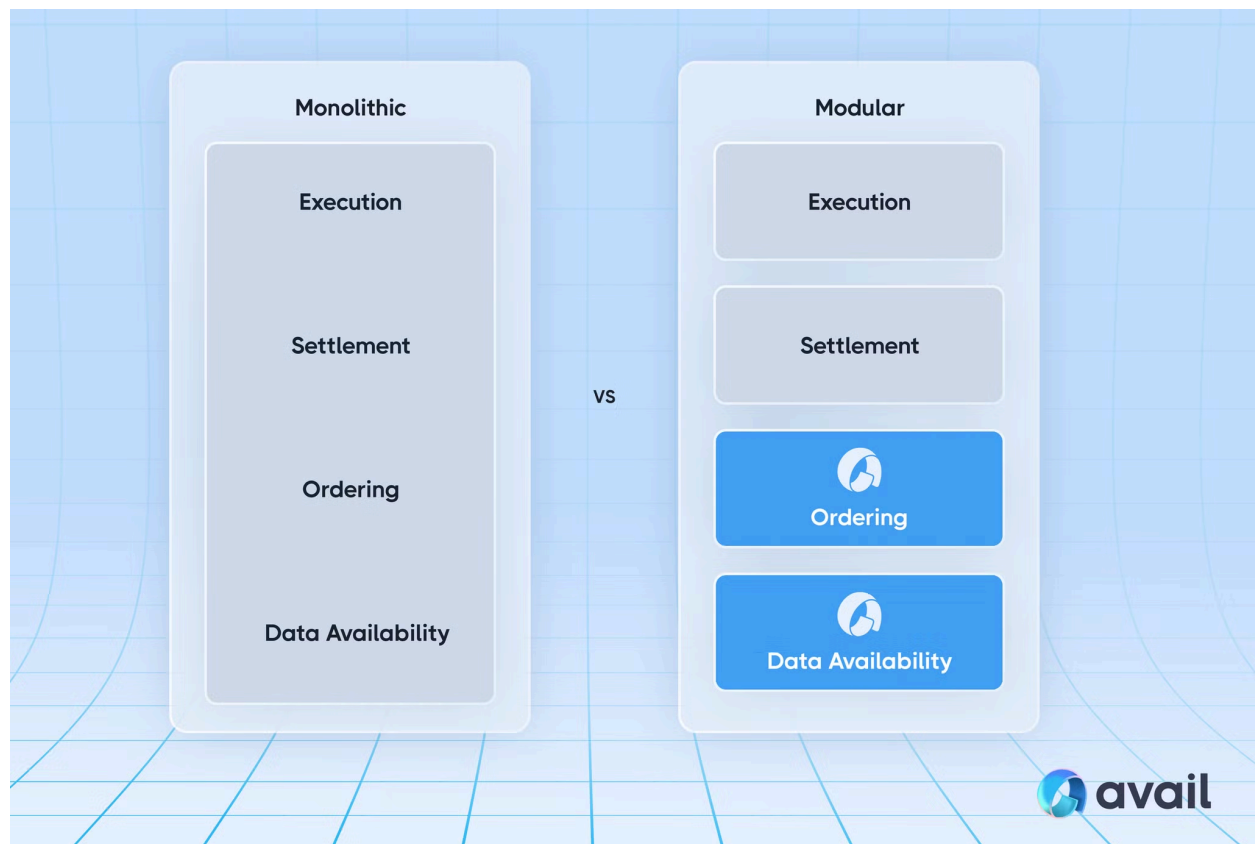 Monolithic
Execution
Settlement
Ordering
Data Availability
vs
Modular
Execution
Settlement
Ordering
Data Availability
avail